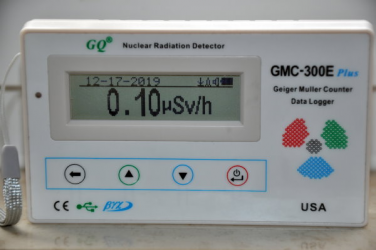 GQ® Nuclear Radiation Detector
12-17-2019
0.10µSv/h
GMC-300E Plus
Geiger Muller Counter
Data Logger
CE
USA